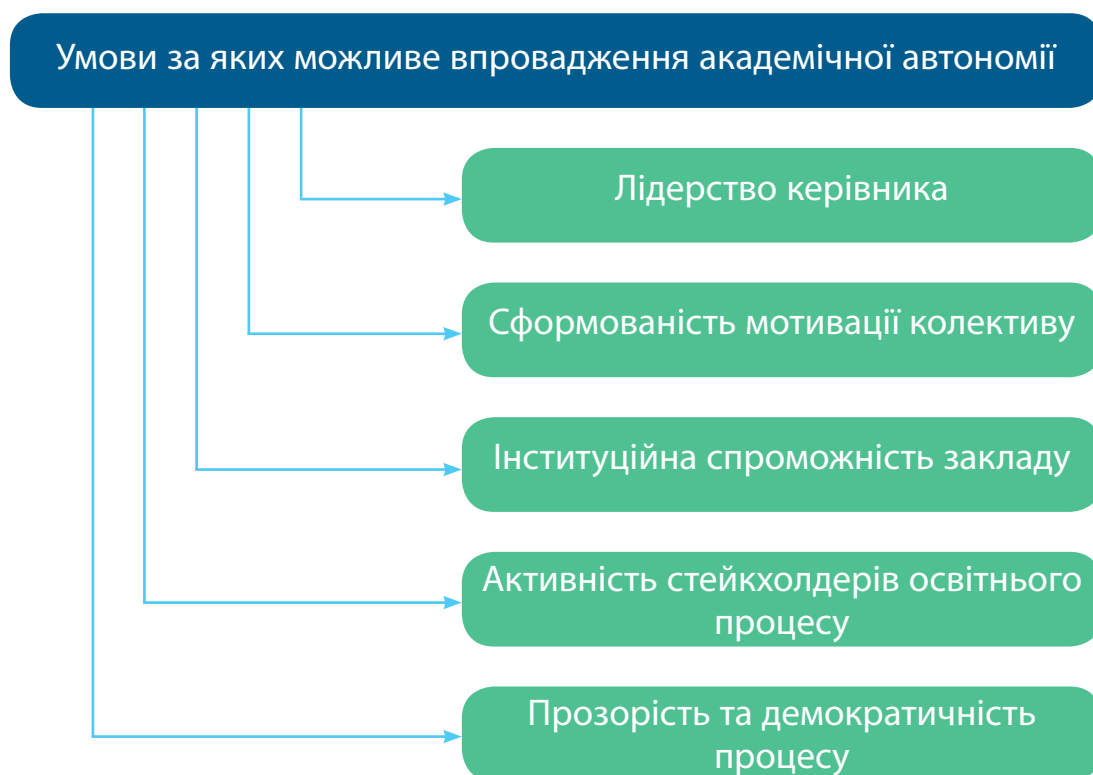 Умови за яких можливе впровадження академічної автономії
Лідерство керівника
Сформованість мотивації колективу
Інституційна спроможність закладу
Активність стейкхолдерів освітнього
процесу
Прозорість та демократичність
процесу